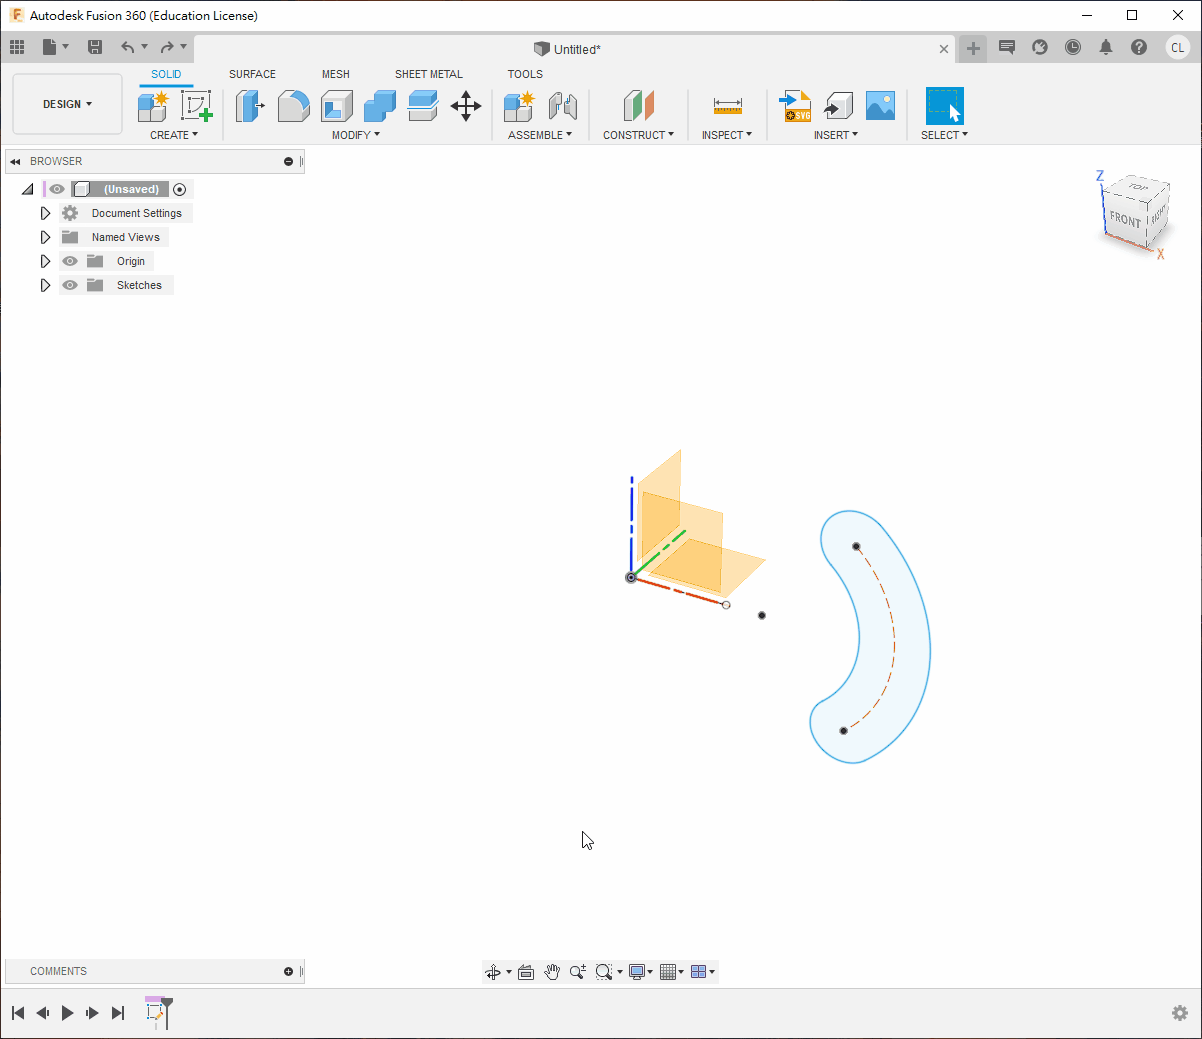 Autodesk Fusion 360 (Education License)
Untitled*
CL
DESIGN
SOLID
SURFACE
MESH
SHEET METAL
TOOLS
SVG
CREATE
MODIFY
ASSEMBLE
CONSTRUCT
INSPECT
INSERT
SELECT
BROWSER
(Unsaved)
Document Settings
Named Views
Origin
Sketches
Z
TOP
FRONT
RIGHT
X
COMMENTS